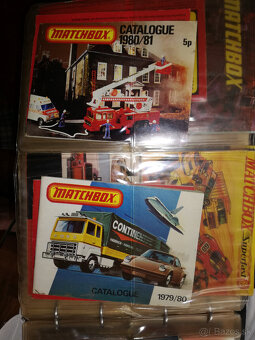 MATCHBOX
CATALOGUE
1980/81
5p
MATCHBOX
MATCHBOX
CONTINE
MATCHBOX
Superfast
CATALOGUE 1979/80